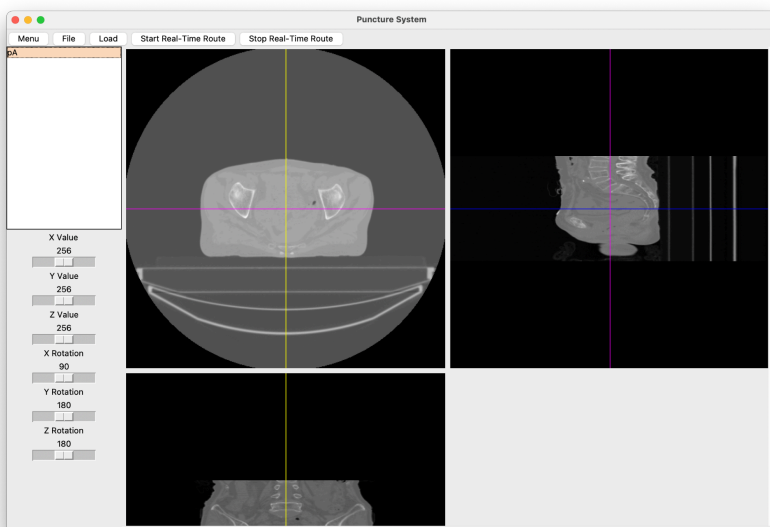 Puncture System
Menu File Load Start Real-Time Route Stop Real-Time Route
pA
X Value
256
Y Value
256
Z Value
256
X Rotation
90
Y Rotation
180
Z Rotation
180